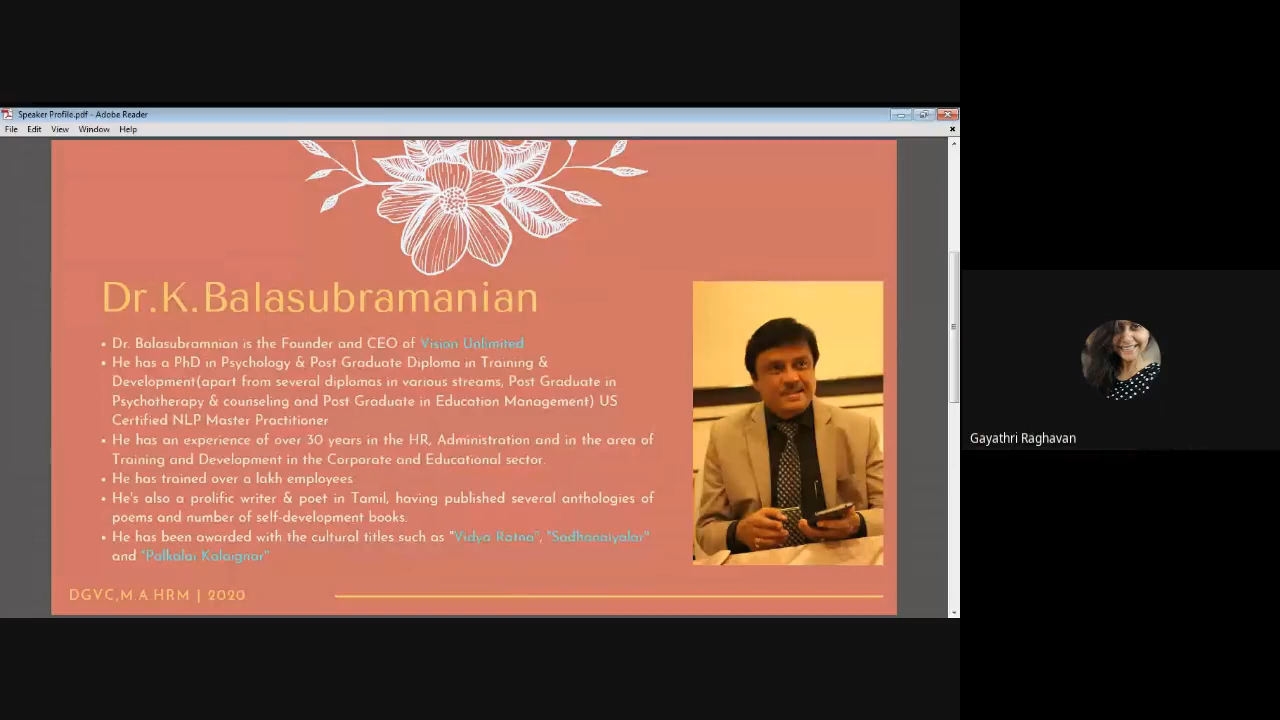 Speaker Profile.pdf - Adobe Reader
File Edit View Window Help
Dr.K.Balasubramanian
• Dr. Balasubramnian is the Founder and CEO of Vision Unlimited
• He has a PhD in Psychology & Post Graduate Diploma in Training &
Development(apart from several diplomas in various streams, Post Graduate in
Psychotherapy & counseling and Post Graduate in Education Management) US
Certified NLP Master Practitioner
• He has an experience of over 30 years in the HR, Administration and in the area of
Training and Development in the Corporate and Educational sector.
• He has trained over a lakh employees
• He's also a prolific writer & poet in Tamil, having published several anthologies of
poems and number of self-development books.
• He has been awarded with the cultural titles such as "Vidya Ratna", "Sadhanaiyalar"
and "Palkalai Kalaignar"
DGVC,M.A.HRM | 2020
Gayathri Raghavan